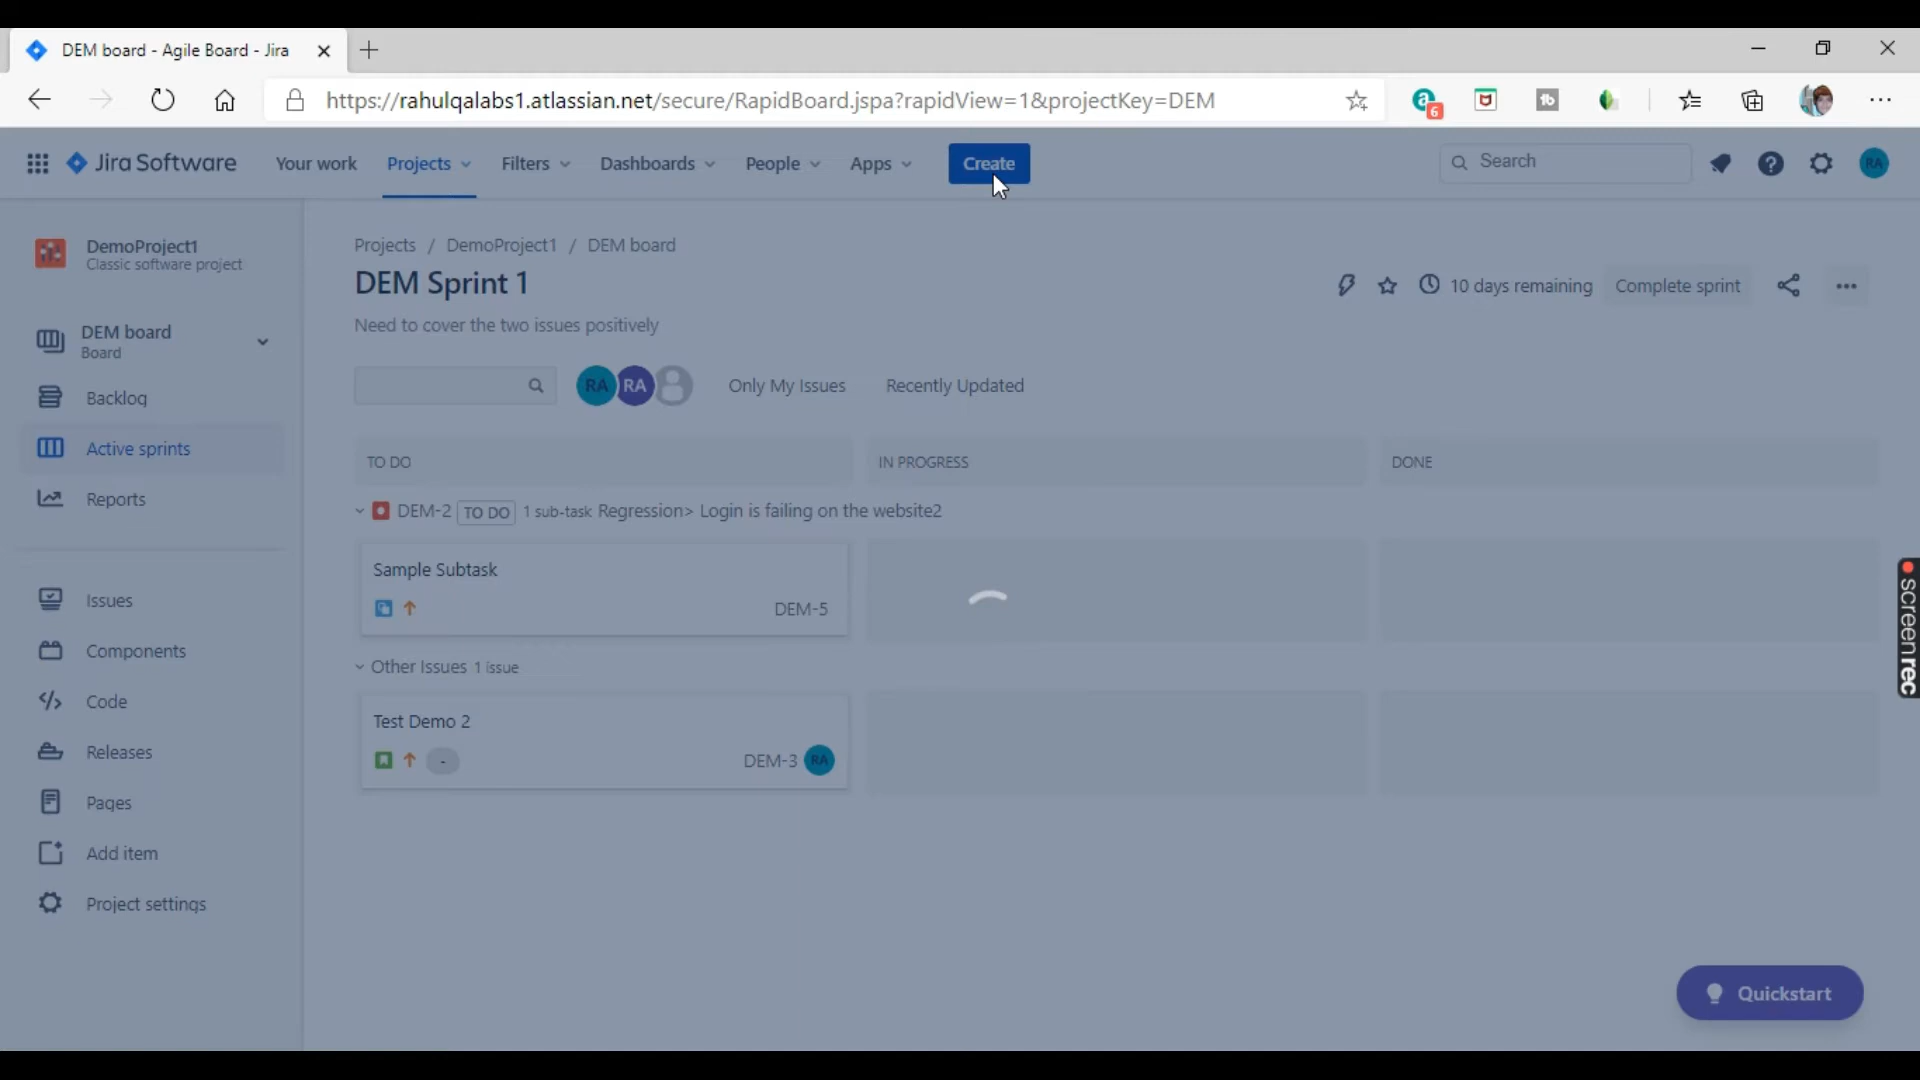 DEM board - Agile Board - Jira
https://rahulqalabs1.atlassian.net/secure/RapidBoard.jspa?rapidView=1&projectKey=DEM
a
6
tb
Jira Software
Your work
Projects
Filters
Dashboards
People
Apps
Create
Search
RA
DemoProject1
Classic software project
DEM board
Board
Backlog
Active sprints
Reports
Issues
Components
Code
Releases
Pages
Add item
Project settings
Projects / DemoProject1 / DEM board
DEM Sprint 1
10 days remaining
Complete sprint
Need to cover the two issues positively
RA
RA
Only My Issues
Recently Updated
TO DO
IN PROGRESS
DONE
DEM-2 TO DO 1 sub-task Regression> Login is failing on the website2
Sample Subtask
DEM-5
Other Issues 1 issue
Test Demo 2
-
DEM-3 RA
Quickstart
screenrec